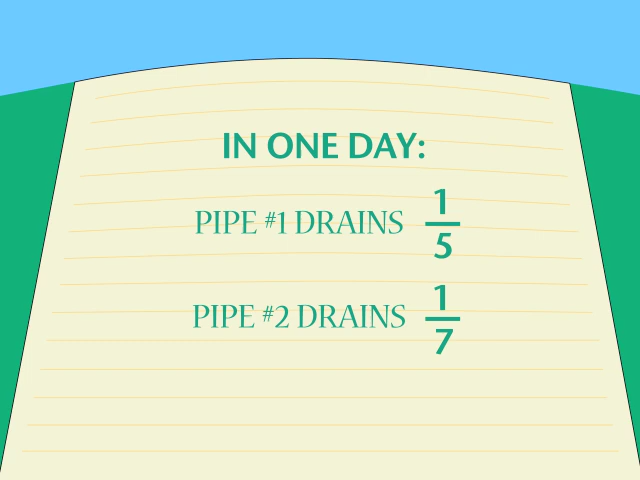 IN ONE DAY:
PIPE #1 DRAINS 1/5
PIPE #2 DRAINS 1/7